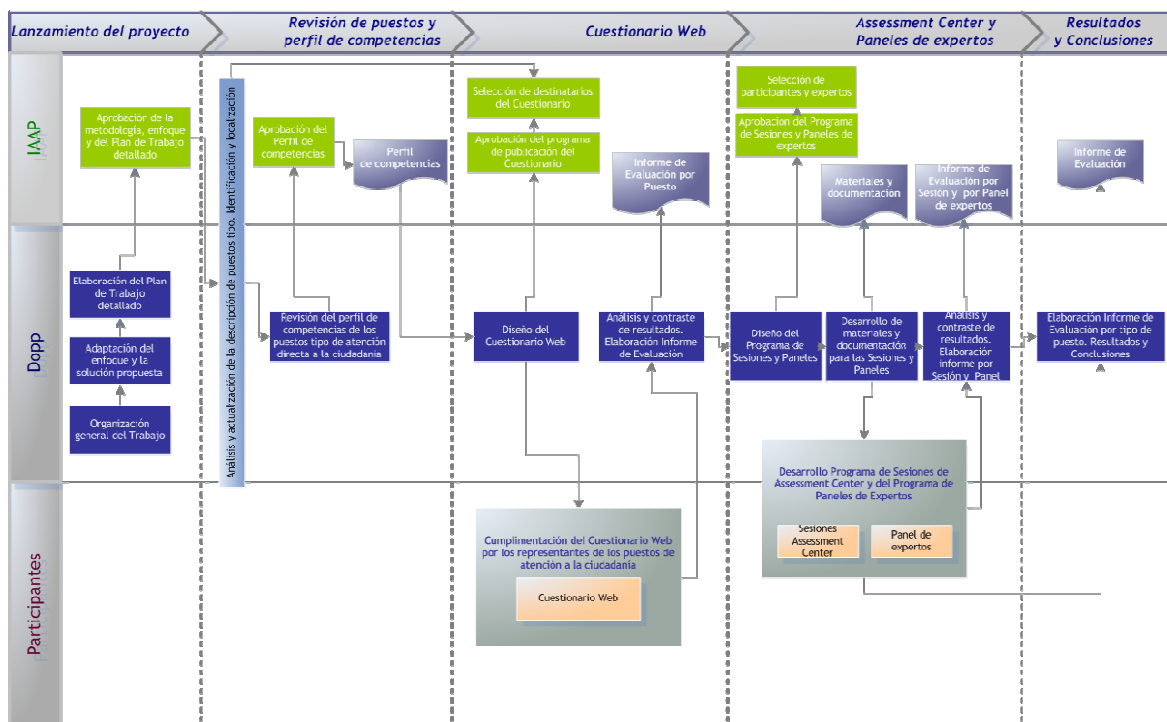 Lanzamiento del proyecto
Revisión de puestos y
perfil de competencias
Cuestionario Web
Assessment Center y
Paneles de expertos
Resultados
y Conclusiones
IAAP
Aprobación de la
metodología, enfoque
y del Plan de Trabajo
detallado
Análisis y actualización de la descripción de puestos tipo. Identificación y localización
Aprobación del
Perfil de
competencias
Perfil
de competencias
Selección de destinatarios
del Cuestionario
Aprobación del programa
de publicación del
Cuestionario
Informe de
Evaluación por
Puesto
Selección de
participantes y expertos
Aprobación del Programa
de Sesiones y Paneles de
expertos
Materiales y
documentación
Informe de
Evaluación por
Sesión y por Panel
de expertos
Informe de
Evaluación
Dopp
Elaboración del Plan
de Trabajo
detallado
Adaptación del
enfoque y la
solución propuesta
Organización
general del Trabajo
Revisión del perfil de
competencias de los
puestos tipo de atención
directa a la ciudadanía
Diseño del
Cuestionario Web
Análisis y contraste
de resultados.
Elaboración Informe
de Evaluación
Diseño del
Programa de
Sesiones y Paneles
Desarrollo de
materiales y
documentación
para las Sesiones y
Paneles
Análisis y
contraste de
resultados.
Elaboración
informe por
Sesión y Panel
Elaboración Informe de
Evaluación por tipo de
puesto. Resultados y
Conclusiones
Participantes
Cumplimentación del Cuestionario Web
por los representantes de los puestos de
atención a la ciudadanía
Cuestionario Web
Desarrollo Programa de Sesiones de
Assessment Center y del Programa de
Paneles de Expertos
Sesiones
Assessment
Center
Panel de
expertos